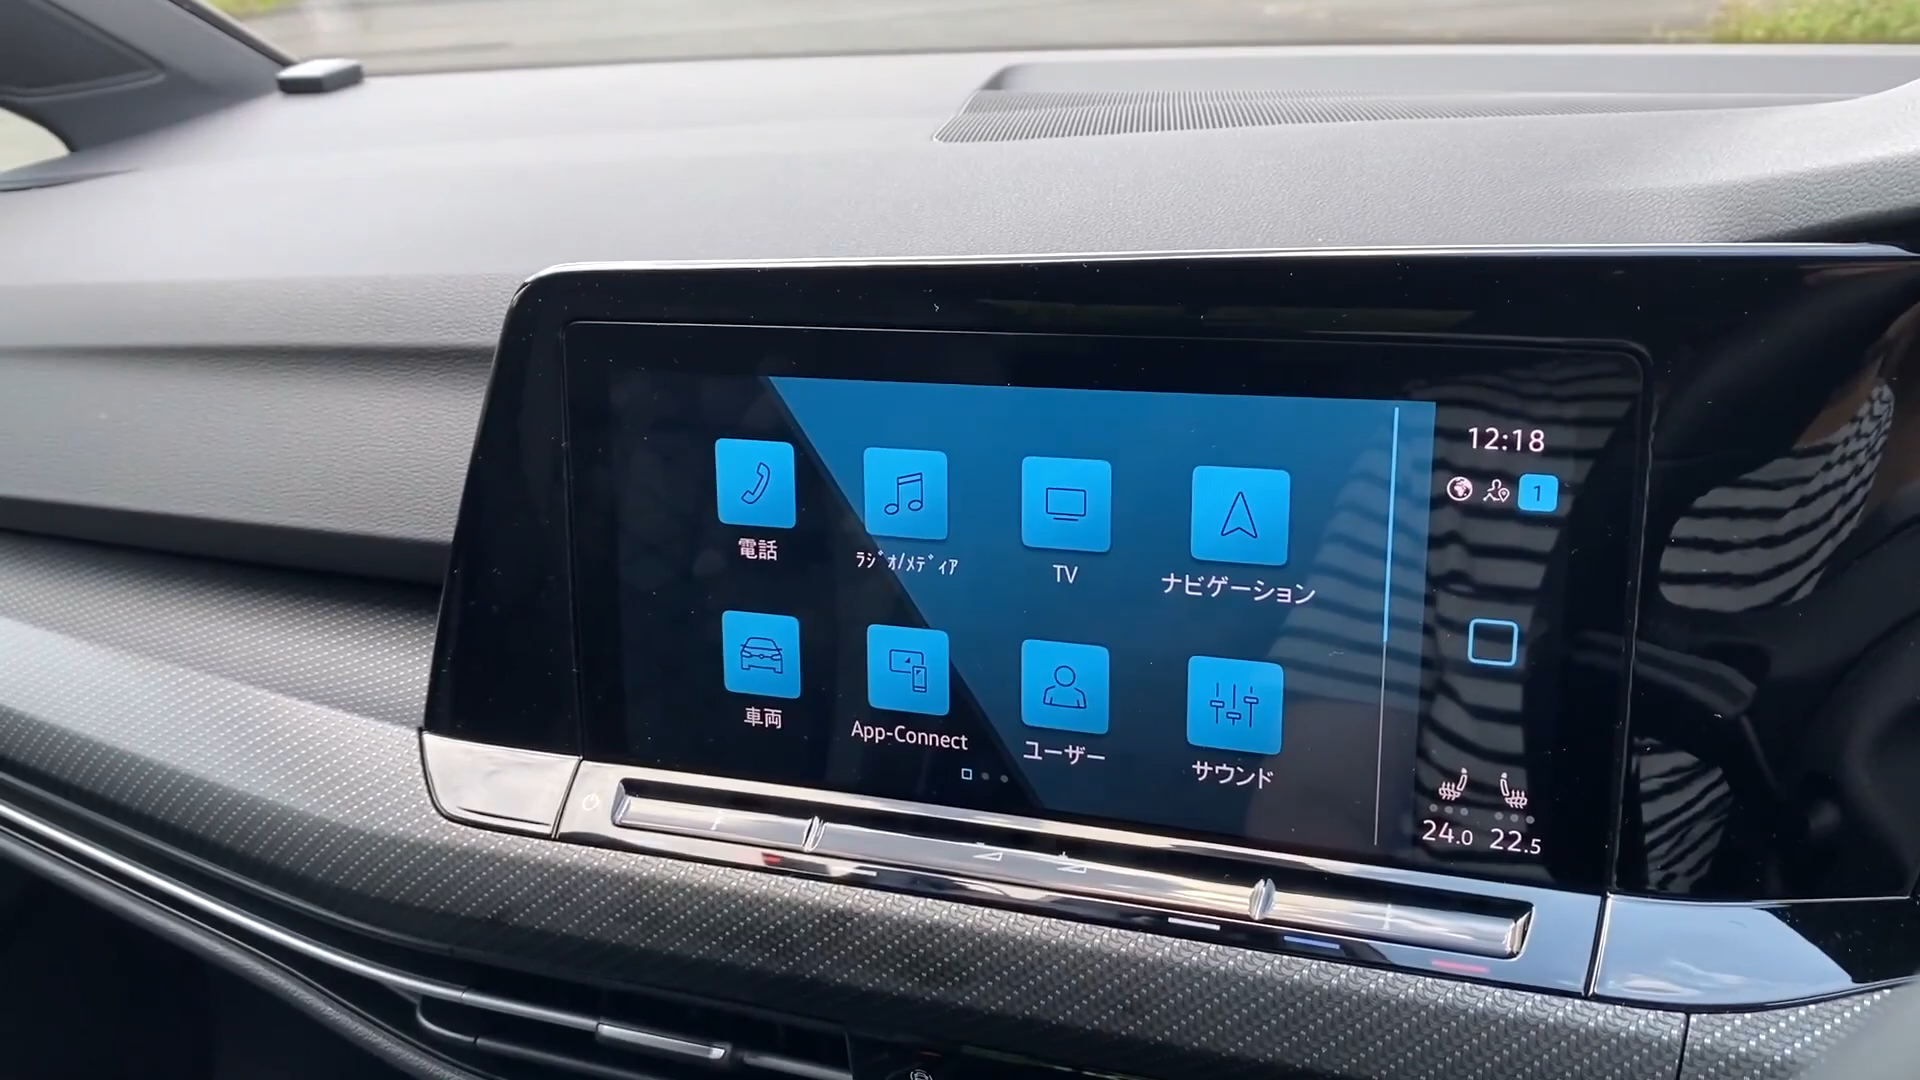 12:18
1
電話
ﾗｼﾞｵ/ﾒﾃﾞｨｱ
TV
ナビゲーション
車両
App-Connect
ユーザー
サウンド
24.0 22.5